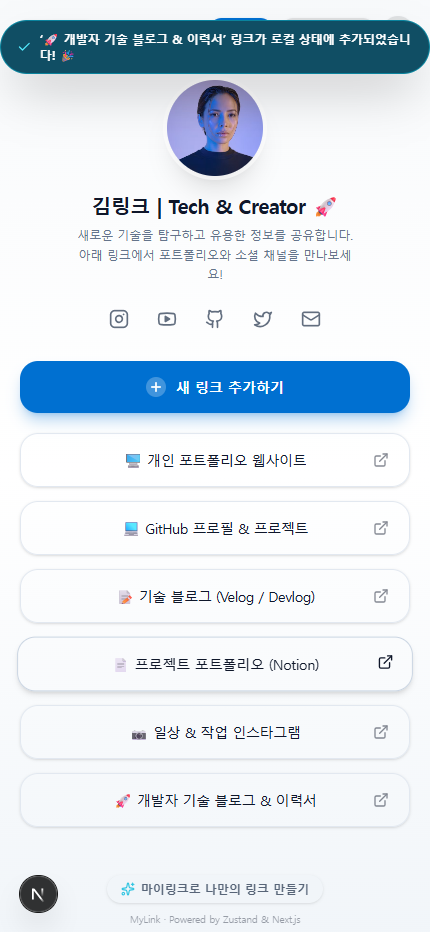 ‘🚀 개발자 기술 블로그 & 이력서’ 링크가 로컬 상태에 추가되었습니
다! 🎉
김링크 | Tech & Creator 🚀
새로운 기술을 탐구하고 유용한 정보를 공유합니다.
아래 링크에서 포트폴리오와 소셜 채널을 만나보세
요!
새 링크 추가하기
🖥️ 개인 포트폴리오 웹사이트
💻 GitHub 프로필 & 프로젝트
📝 기술 블로그 (Velog / Devlog)
📄 프로젝트 포트폴리오 (Notion)
📷 일상 & 작업 인스타그램
🚀 개발자 기술 블로그 & 이력서
마이링크로 나만의 링크 만들기
N
MyLink · Powered by Zustand & Next.js